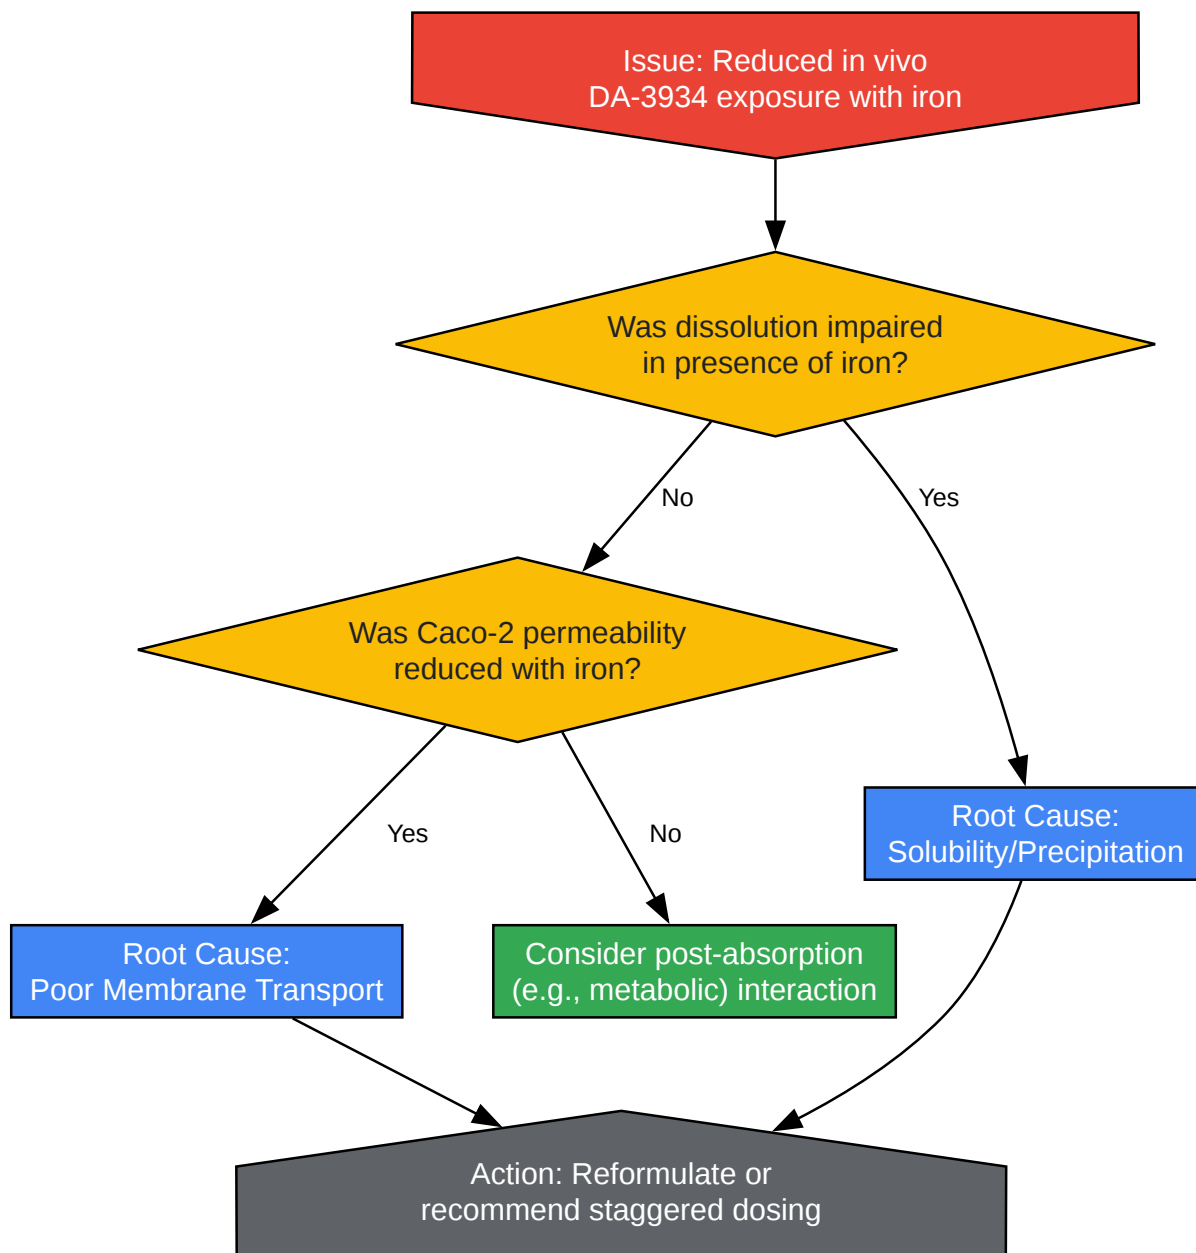 Issue: Reduced in vivo
DA-3934 exposure with iron
Was dissolution impaired
in presence of iron?
No
Yes
Was Caco-2 permeability
reduced with iron?
Yes
No
Root Cause:
Solubility/Precipitation
Root Cause:
Poor Membrane Transport
Consider post-absorption
(e.g., metabolic) interaction
Action: Reformulate or
recommend staggered dosing